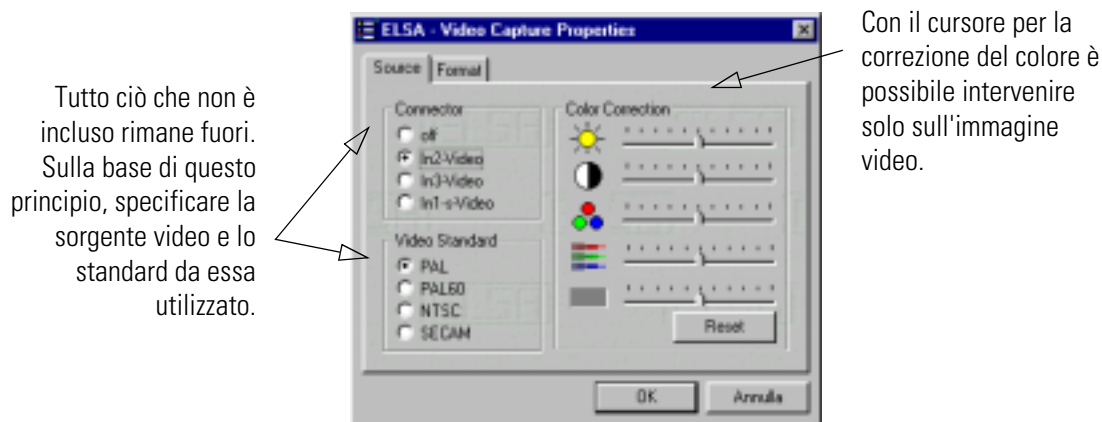 Tutto ciò che non è
incluso rimane fuori.
Sulla base di questo
principio, specificare la
sorgente video e lo
standard da essa
utilizzato.
ELSA - Video Capture Properties
Source
Format
Connector
off
In2-Video
In3-Video
In1-s-Video
Video Standard
PAL
PAL60
NTSC
SECAM
Color Correction
Reset
OK
Annulla
Con il cursore per la
correzione del colore è
possibile intervenire
solo sull'immagine
video.